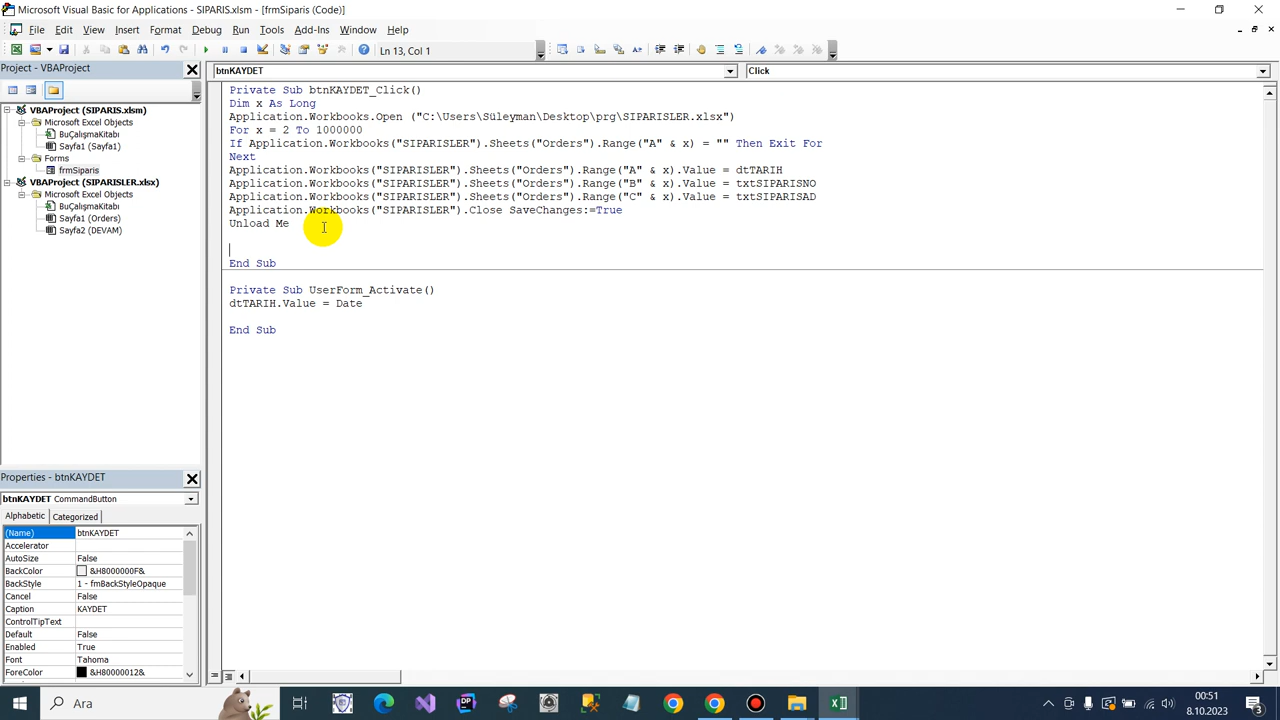 Microsoft Visual Basic for Applications - SIPARIS.xlsm - [frmSiparis (Code)]
File Edit View Insert Format Debug Run Tools Add-Ins Window Help
Ln 13, Col 1
Project - VBAProject
btnKAYDET
Click
VBAProject (SIPARIS.xlsm)
Microsoft Excel Objects
BuÇalışmaKitabı
Sayfa1 (Sayfa1)
Forms
frmSiparis
VBAProject (SIPARISLER.xlsx)
Microsoft Excel Objects
BuÇalışmaKitabı
Sayfa1 (Orders)
Sayfa2 (DEVAM)
Private Sub btnKAYDET_Click()
Dim x As Long
Application.Workbooks.Open ("C:\Users\Süleyman\Desktop\prg\SIPARISLER.xlsx")
For x = 2 To 1000000
If Application.Workbooks("SIPARISLER").Sheets("Orders").Range("A" & x) = "" Then Exit For
Next
Application.Workbooks("SIPARISLER").Sheets("Orders").Range("A" & x).Value = dtTARIH
Application.Workbooks("SIPARISLER").Sheets("Orders").Range("B" & x).Value = txtSIPARISNO
Application.Workbooks("SIPARISLER").Sheets("Orders").Range("C" & x).Value = txtSIPARISAD
Application.Workbooks("SIPARISLER").Close SaveChanges:=True
Unload Me
End Sub
Private Sub UserForm_Activate()
dtTARIH.Value = Date
End Sub
Properties - btnKAYDET
btnKAYDET CommandButton
Alphabetic Categorized
(Name) btnKAYDET
Accelerator
AutoSize False
BackColor &H8000000F&
BackStyle 1 - fmBackStyleOpaque
Cancel False
Caption KAYDET
ControlTipText
Default False
Enabled True
Font Tahoma
ForeColor &H80000012&
Ara
DP
00:51
8.10.2023
3